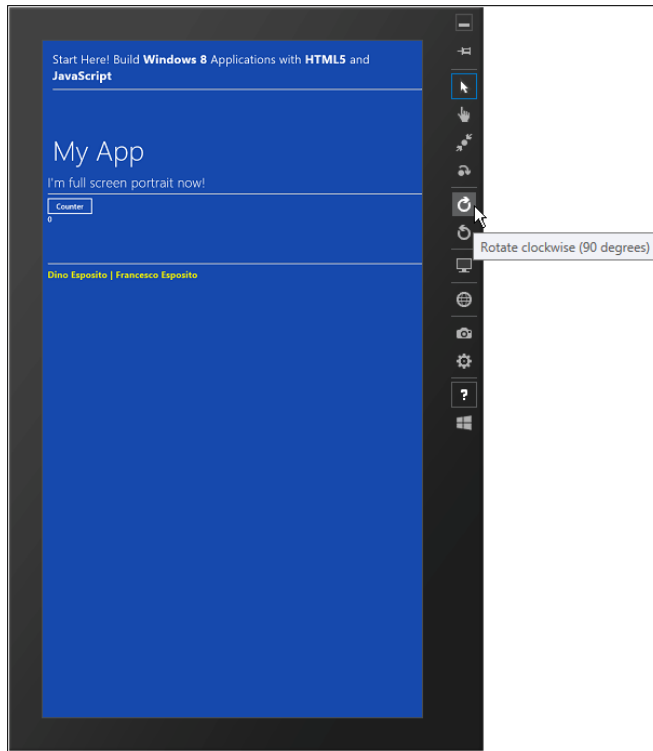 Start Here! Build Windows 8 Applications with HTML5 and
JavaScript
My App
I'm full screen portrait now!
Counter
0
Rotate clockwise (90 degrees)
Dino Esposito | Francesco Esposito
?